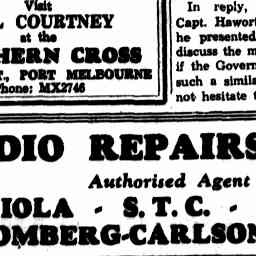 Visit
L COURTNEY
at the
HERN CROSS
T., PORT MELBOURNE
Phone: MX2746
In reply,
Capt. Hawor
he presented
discuss the m
if the Govern
such a simila
not hesitate t
DIO REPAIRS
Authorised Agent
IOLA - S.T.C. -
OMBERG-CARLSON